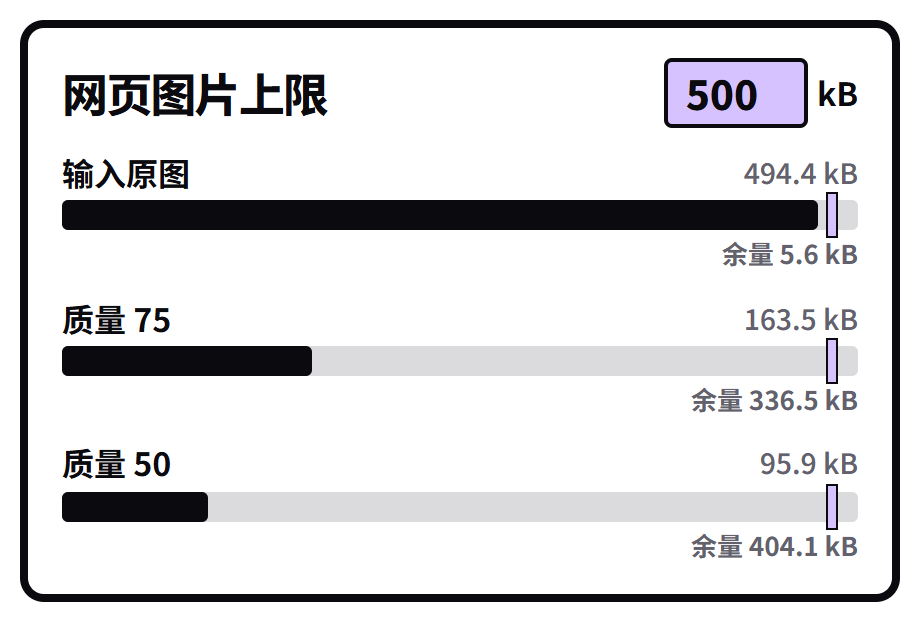 网页图片上限 500 kB
输入原图 494.4 kB
余量 5.6 kB
质量 75 163.5 kB
余量 336.5 kB
质量 50 95.9 kB
余量 404.1 kB